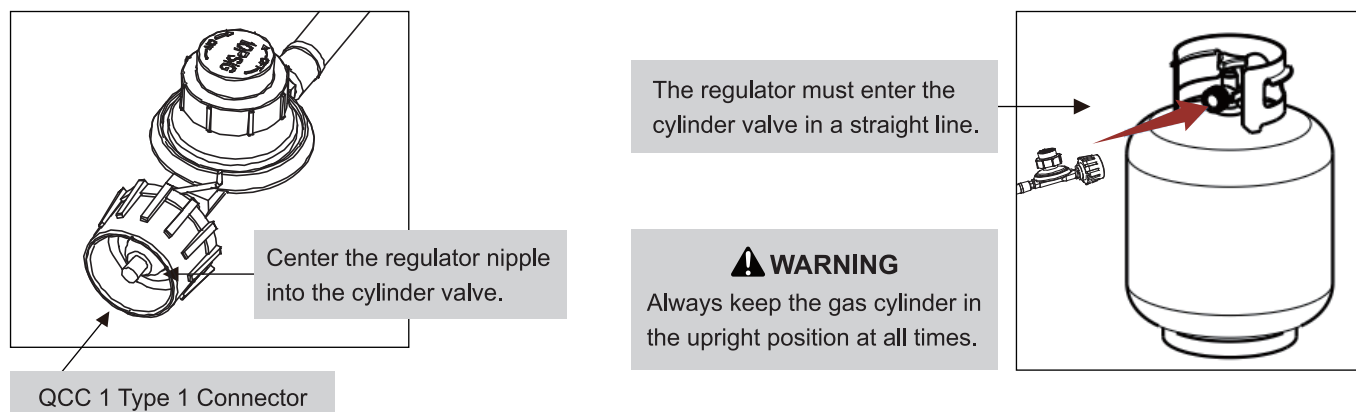 10PSIG
Center the regulator nipple
into the cylinder valve.
QCC 1 Type 1 Connector
The regulator must enter the
cylinder valve in a straight line.
WARNING
Always keep the gas cylinder in
the upright position at all times.